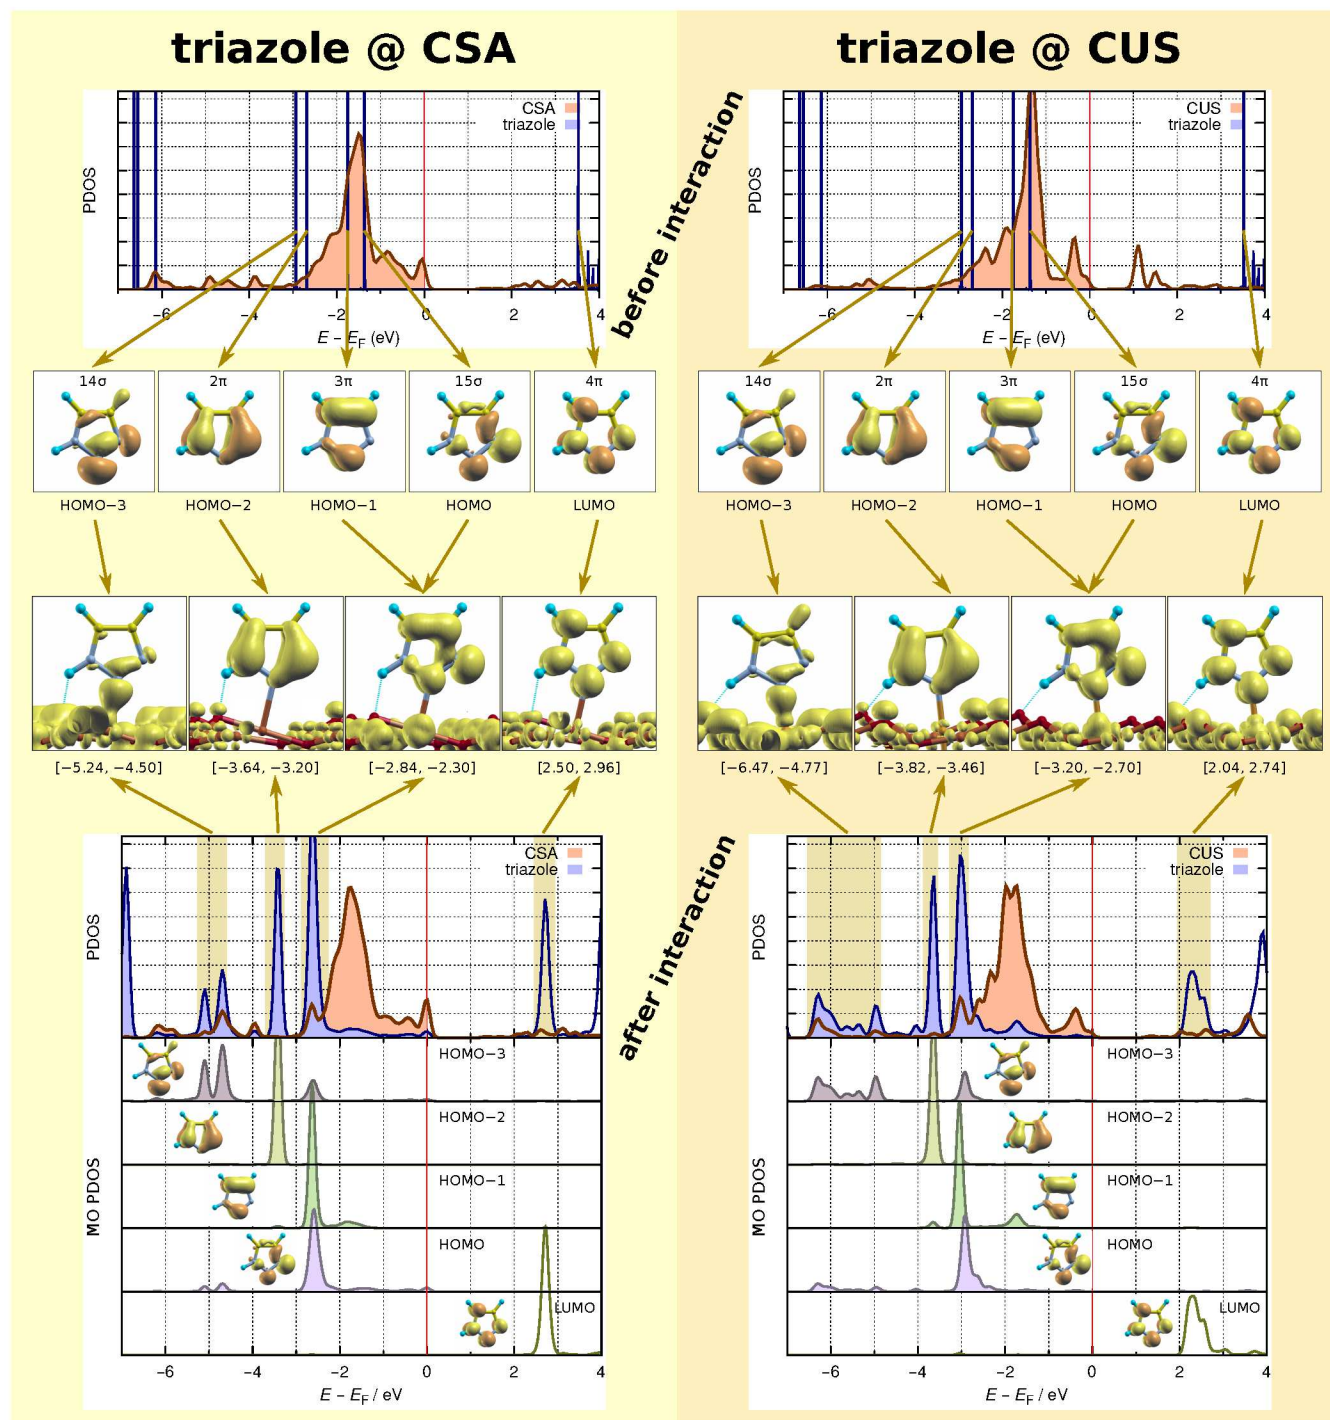 triazole @ CSA
triazole @ CUS
before interaction
PDOS
CSA
triazole
−6 −4 −2 0 2 4
E − EF (eV)
PDOS
CUS
triazole
−6 −4 −2 0 2 4
E − EF (eV)
14σ 2π 3π 15σ 4π
HOMO−3 HOMO−2 HOMO−1 HOMO LUMO
14σ 2π 3π 15σ 4π
HOMO−3 HOMO−2 HOMO−1 HOMO LUMO
[−5.24, −4.50] [−3.64, −3.20] [−2.84, −2.30] [2.50, 2.96]
[−6.47, −4.77] [−3.82, −3.46] [−3.20, −2.70] [2.04, 2.74]
after interaction
PDOS
CSA
triazole
MO PDOS
HOMO−3
HOMO−2
HOMO−1
HOMO
LUMO
−6 −4 −2 0 2 4
E − EF / eV
PDOS
CUS
triazole
MO PDOS
HOMO−3
HOMO−2
HOMO−1
HOMO
LUMO
−6 −4 −2 0 2 4
E − EF / eV